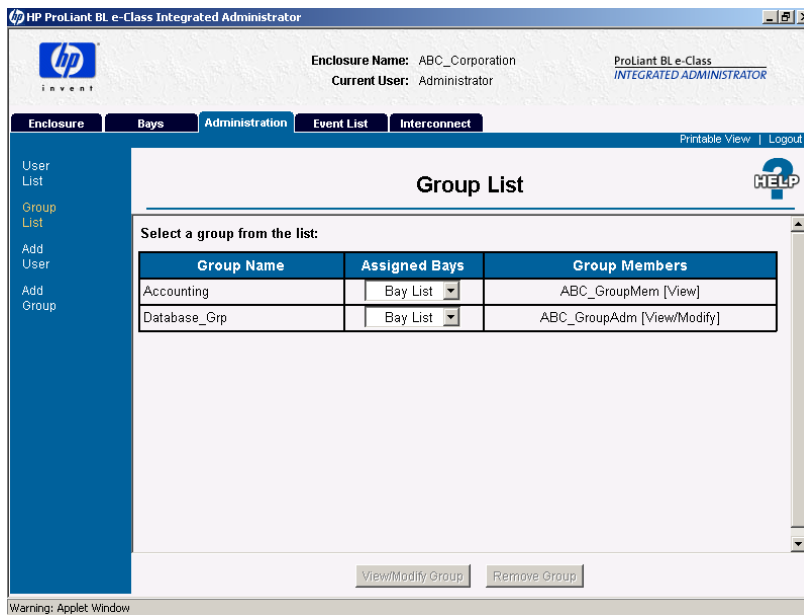 HP ProLiant BL e-Class Integrated Administrator
hp
invent
Enclosure Name: ABC_Corporation
Current User: Administrator
ProLiant BL e-Class
INTEGRATED ADMINISTRATOR
Enclosure Bays Administration Event List Interconnect
Printable View | Logout
User
List
Group
List
Add
User
Add
Group
Group List
?
HELP
Select a group from the list:
Group Name Assigned Bays Group Members
Accounting Bay List ABC_GroupMem [View]
Database_Grp Bay List ABC_GroupAdm [View/Modify]
View/Modify Group Remove Group
Warning: Applet Window